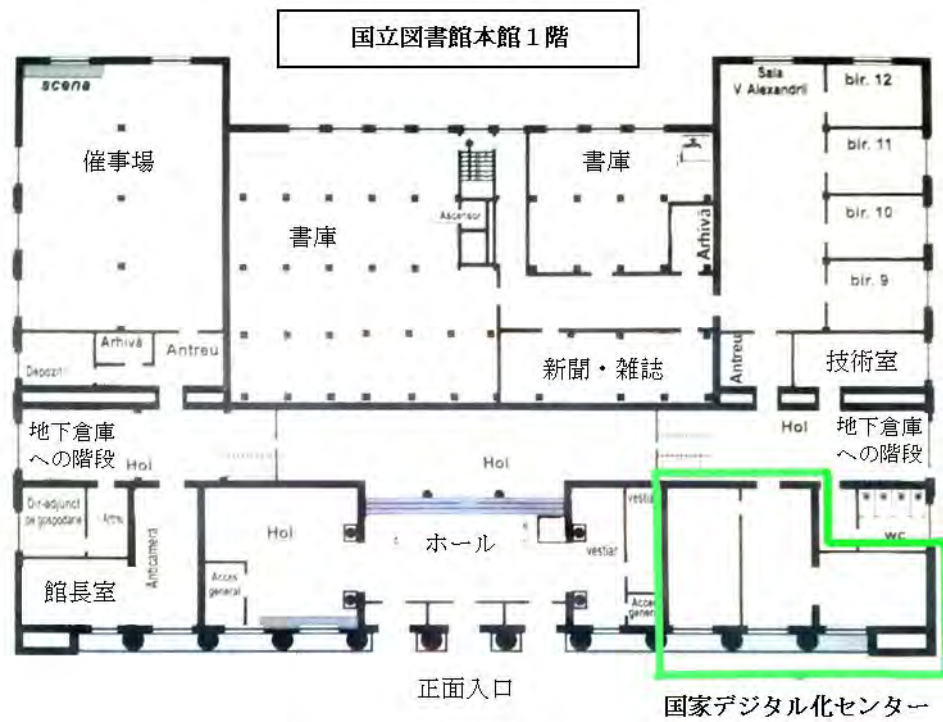 国立図書館本館１階
scena
催事場
書庫
Ascensor
書庫
Arhivă
Sala
V Alexandrii
bir. 12
bir. 11
bir. 10
bir. 9
Depozit
Arhivă
Antreu
新聞・雑誌
Antreu
技術室
地下倉庫
への階段
Hol
Hol
Hol
地下倉庫
への階段
Dir-adjunct
pe gospodarie
館長室
Anticamera
Hol
Acces
general
ホール
vestiar
vestiar
Acces
general
wc
正面入口
国家デジタル化センター